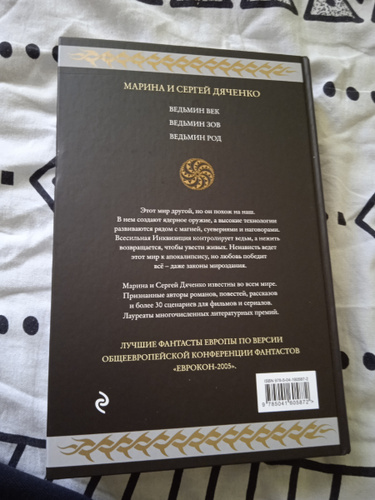 МАРИНА И СЕРГЕЙ ДЯЧЕНКО
ВЕДЬМИН ВЕК
ВЕДЬМИН ЗОВ
ВЕДЬМИН РОД
Этот мир другой, но он похож на наш.
В нем создают ядерное оружие, а высокие технологии
развиваются рядом с магией, суевериями и наговорами.
Всесильная Инквизиция контролирует ведьм, а нежить
возвращается, чтобы увести живых. Ненависть ведет
этот мир к апокалипсису, но любовь победит
всё – даже законы мироздания.
Марина и Сергей Дяченко известны во всем мире.
Признанные авторы романов, повестей, рассказов
и более 30 сценариев для фильмов и сериалов.
Лауреаты многочисленных литературных премий.
ЛУЧШИЕ ФАНТАСТЫ ЕВРОПЫ ПО ВЕРСИИ
ОБЩЕЕВРОПЕЙСКОЙ КОНФЕРЕНЦИИ ФАНТАСТОВ
«ЕВРОКОН-2005».
9 785041 605872 >